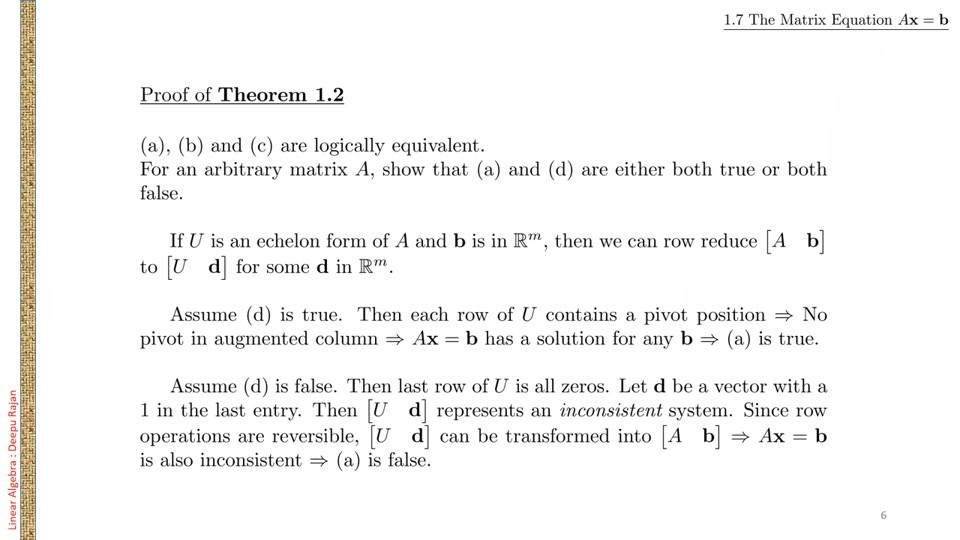 1.7 The Matrix Equation Ax = b
Proof of Theorem 1.2
(a), (b) and (c) are logically equivalent.
For an arbitrary matrix A, show that (a) and (d) are either both true or both
false.
If U is an echelon form of A and b is in ℝᵐ, then we can row reduce [A b]
to [U d] for some d in ℝᵐ.
Assume (d) is true. Then each row of U contains a pivot position ⇒ No
pivot in augmented column ⇒ Ax = b has a solution for any b ⇒ (a) is true.
Assume (d) is false. Then last row of U is all zeros. Let d be a vector with a
1 in the last entry. Then [U d] represents an inconsistent system. Since row
operations are reversible, [U d] can be transformed into [A b] ⇒ Ax = b
is also inconsistent ⇒ (a) is false.
Linear Algebra : Deepu Rajan
6